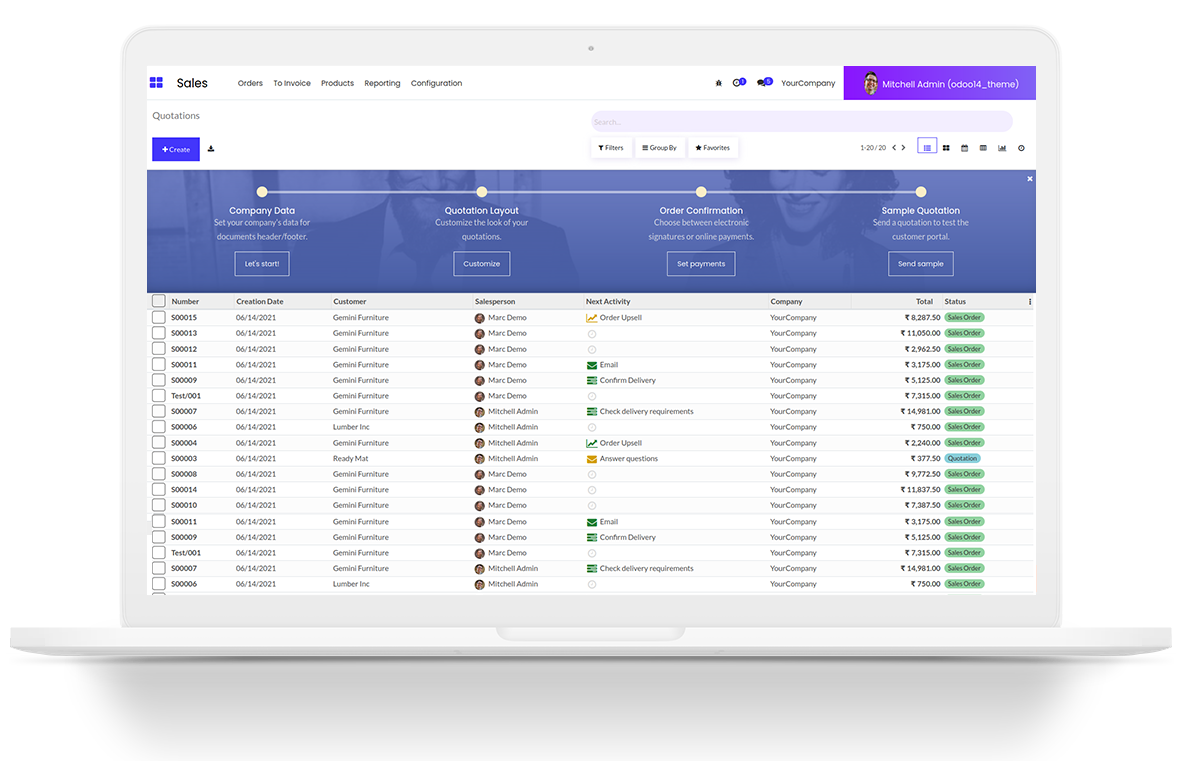 Sales Orders To Invoice Products Reporting Configuration YourCompany Mitchell Admin (odoo14_theme)
Quotations
Search...
+ Create Filters Group By Favorites 1-20 / 20
Company Data Quotation Layout Order Confirmation Sample Quotation
Set your company's data for Customize the look of your Choose between electronic Send a quotation to test the
documents header/footer. quotations. signatures or online payments. customer portal.
Let's start! Customize Set payments Send sample
Number Creation Date Customer Salesperson Next Activity Company Total Status
S00015 06/14/2021 Gemini Furniture Marc Demo Order Upsell YourCompany ₹ 8,287.50 Sales Order
S00013 06/14/2021 Gemini Furniture Marc Demo YourCompany ₹ 11,050.00 Sales Order
S00012 06/14/2021 Gemini Furniture Marc Demo YourCompany ₹ 2,962.50 Sales Order
S00011 06/14/2021 Gemini Furniture Marc Demo Email YourCompany ₹ 3,175.00 Sales Order
S00009 06/14/2021 Gemini Furniture Marc Demo Confirm Delivery YourCompany ₹ 5,125.00 Sales Order
Test/001 06/14/2021 Gemini Furniture Marc Demo YourCompany ₹ 7,315.00 Sales Order
S00007 06/14/2021 Gemini Furniture Mitchell Admin Check delivery requirements YourCompany ₹ 14,981.00 Sales Order
S00006 06/14/2021 Lumber Inc Mitchell Admin YourCompany ₹ 750.00 Sales Order
S00004 06/14/2021 Gemini Furniture Mitchell Admin Order Upsell YourCompany ₹ 2,240.00 Sales Order
S00003 06/14/2021 Ready Mat Mitchell Admin Answer questions YourCompany ₹ 377.50 Quotation
S00008 06/14/2021 Gemini Furniture Marc Demo YourCompany ₹ 9,772.50 Sales Order
S00014 06/14/2021 Gemini Furniture Marc Demo YourCompany ₹ 11,837.50 Sales Order
S00010 06/14/2021 Gemini Furniture Marc Demo YourCompany ₹ 7,387.50 Sales Order
S00011 06/14/2021 Gemini Furniture Marc Demo Email YourCompany ₹ 3,175.00 Sales Order
S00009 06/14/2021 Gemini Furniture Marc Demo Confirm Delivery YourCompany ₹ 5,125.00 Sales Order
Test/001 06/14/2021 Gemini Furniture Marc Demo YourCompany ₹ 7,315.00 Sales Order
S00007 06/14/2021 Gemini Furniture Mitchell Admin Check delivery requirements YourCompany ₹ 14,981.00 Sales Order
S00006 06/14/2021 Lumber Inc Mitchell Admin YourCompany ₹ 750.00 Sales Order